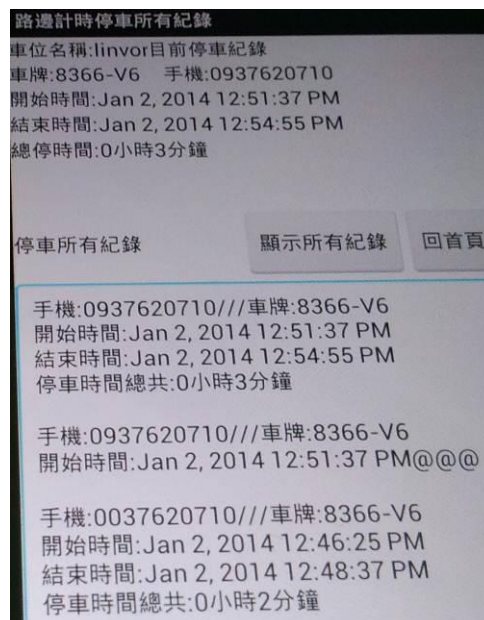 路邊計時停車所有紀錄
車位名稱:linvor目前停車紀錄
車牌:8366-V6 手機:0937620710
開始時間:Jan 2, 2014 12:51:37 PM
結束時間:Jan 2, 2014 12:54:55 PM
總停時間:0小時3分鐘
停車所有紀錄 顯示所有紀錄 回首頁
手機:0937620710///車牌:8366-V6
開始時間:Jan 2, 2014 12:51:37 PM
結束時間:Jan 2, 2014 12:54:55 PM
停車時間總共:0小時3分鐘
手機:0937620710///車牌:8366-V6
開始時間:Jan 2, 2014 12:51:37 PM@@@
手機:0037620710///車牌:8366-V6
開始時間:Jan 2, 2014 12:46:25 PM
結束時間:Jan 2, 2014 12:48:37 PM
停車時間總共:0小時2分鐘